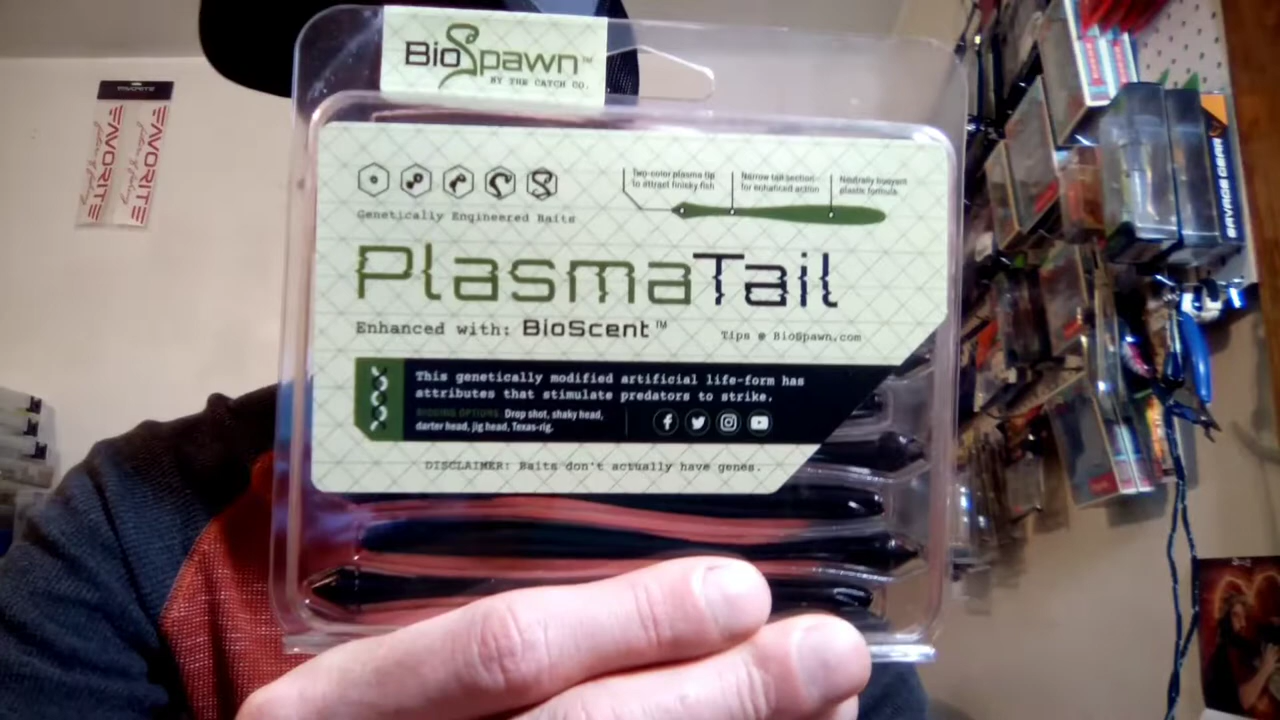 BioSpawn™
BY THE CATCH CO.
FAVORITE
FAVORITE
Genetically Engineered Baits
Two-color plasma tip
to attract finicky fish
Narrow tail section
for enhanced action
Neutrally buoyant
plastic formula
PlasmaTail
Enhanced with: BioScent™
Tips @ BioSpawn.com
This genetically modified artificial life-form has
attributes that stimulate predators to strike.
RIGGING OPTIONS: Drop shot, shaky head,
darter head, jig head, Texas-rig.
DISCLAIMER: Baits don't actually have genes.
SAVAGE GEAR